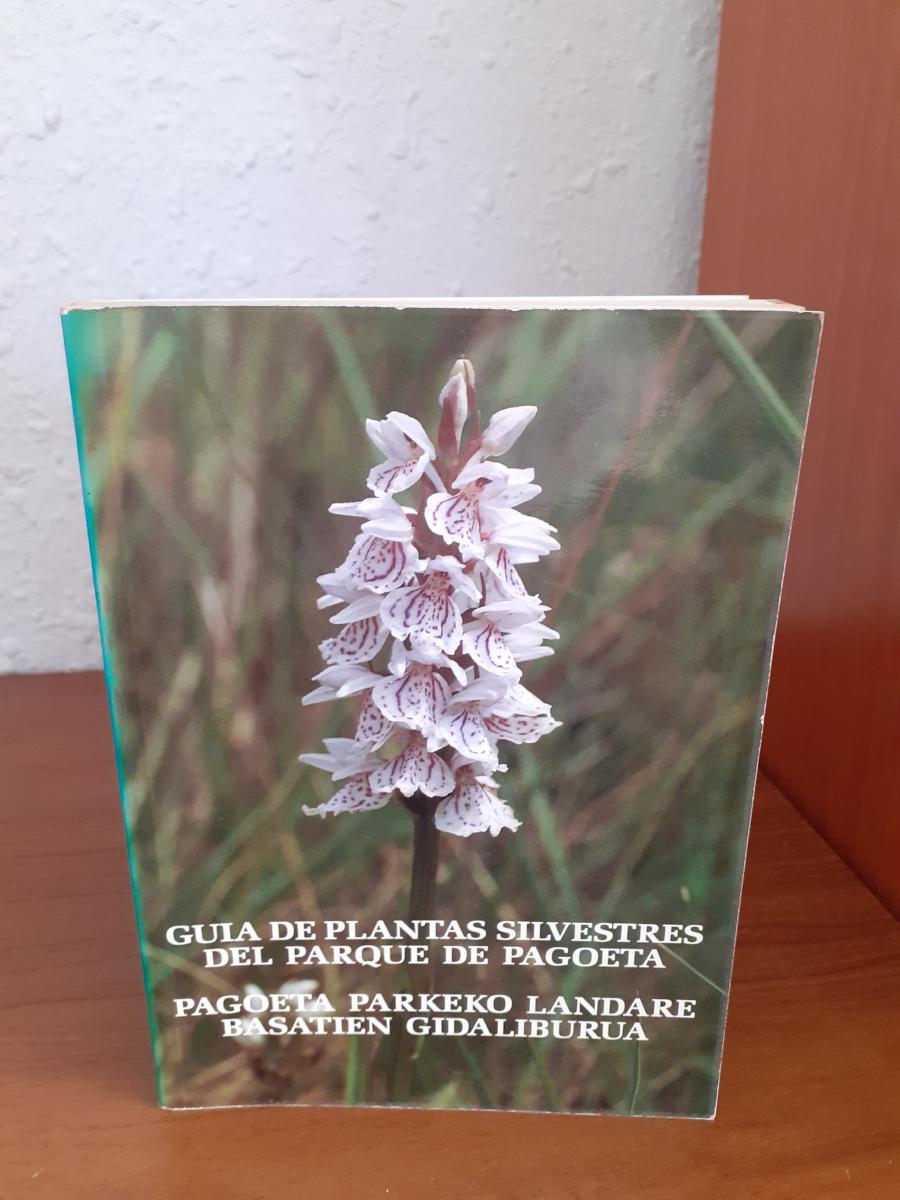 GUIA DE PLANTAS SILVESTRES
DEL PARQUE DE PAGOETA
PAGOETA PARKEKO LANDARE
BASATIEN GIDALIBURUA